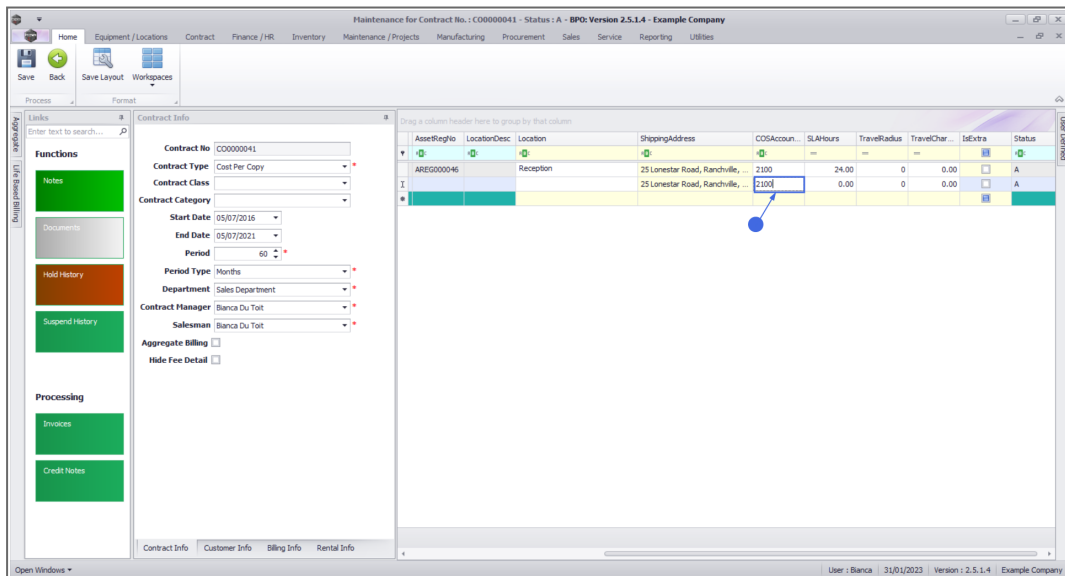 Maintenance for Contract No. : CO0000041 - Status : A - BPO: Version 2.5.1.4 - Example Company
Home Equipment / Locations Contract Finance / HR Inventory Maintenance / Projects Manufacturing Procurement Sales Service Reporting Utilities
Save Back Save Layout Workspaces
Process Format
Aggregate
Life Based Billing
Links
Enter text to search...
Functions
Notes
Documents
Hold History
Suspend History
Processing
Invoices
Credit Notes
Contract Info
Contract No CO0000041
Contract Type Cost Per Copy *
Contract Class
Contract Category
Start Date 05/07/2016
End Date 05/07/2021
Period 60 *
Period Type Months *
Department Sales Department *
Contract Manager Bianca Du Toit *
Salesman Bianca Du Toit *
Aggregate Billing
Hide Fee Detail
Contract Info Customer Info Billing Info Rental Info
Drag a column header here to group by that column
AssetRegNo LocationDesc Location ShippingAddress COSAccoun... SLAHours TravelRadius TravelChar... IsExtra Status
AREG000046 Reception 25 Lonestar Road, Ranchville, ... 2100 24.00 0 0.00 A
25 Lonestar Road, Ranchville, ... 2100 0.00 0 0.00 A
User Defined
Open Windows User : Bianca 31/01/2023 Version : 2.5.1.4 Example Company